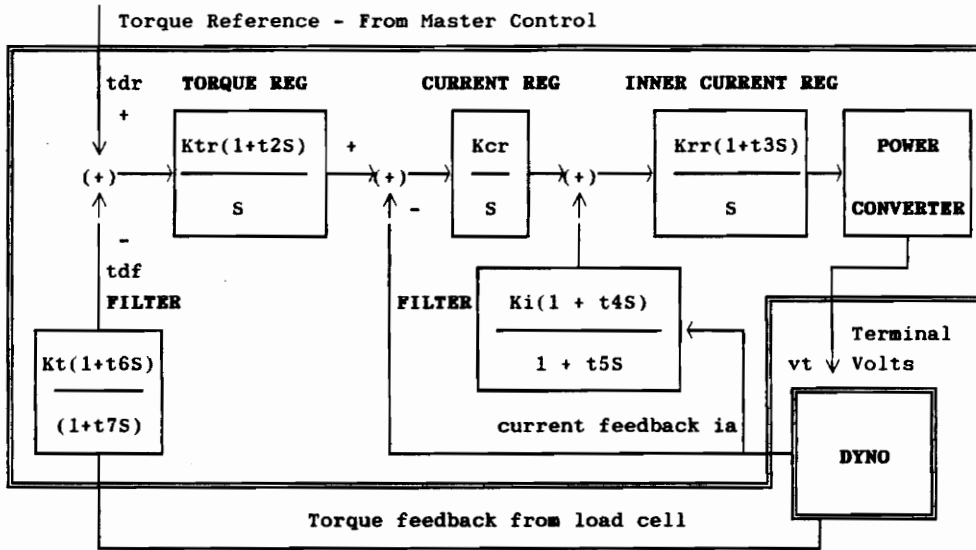 Torque Reference - From Master Control
tdr
+
TORQUE REG
CURRENT REG
INNER CURRENT REG
Ktr(1+t2S)
S
+
Kcr
S
Krr(1+t3S)
S
POWER
CONVERTER
(+)
(+)
(+)
-
-
tdf
FILTER
FILTER
Ki(1 + t4S)
1 + t5S
Kt(1+t6S)
(1+t7S)
Terminal
vt Volts
current feedback ia
DYNO
Torque feedback from load cell